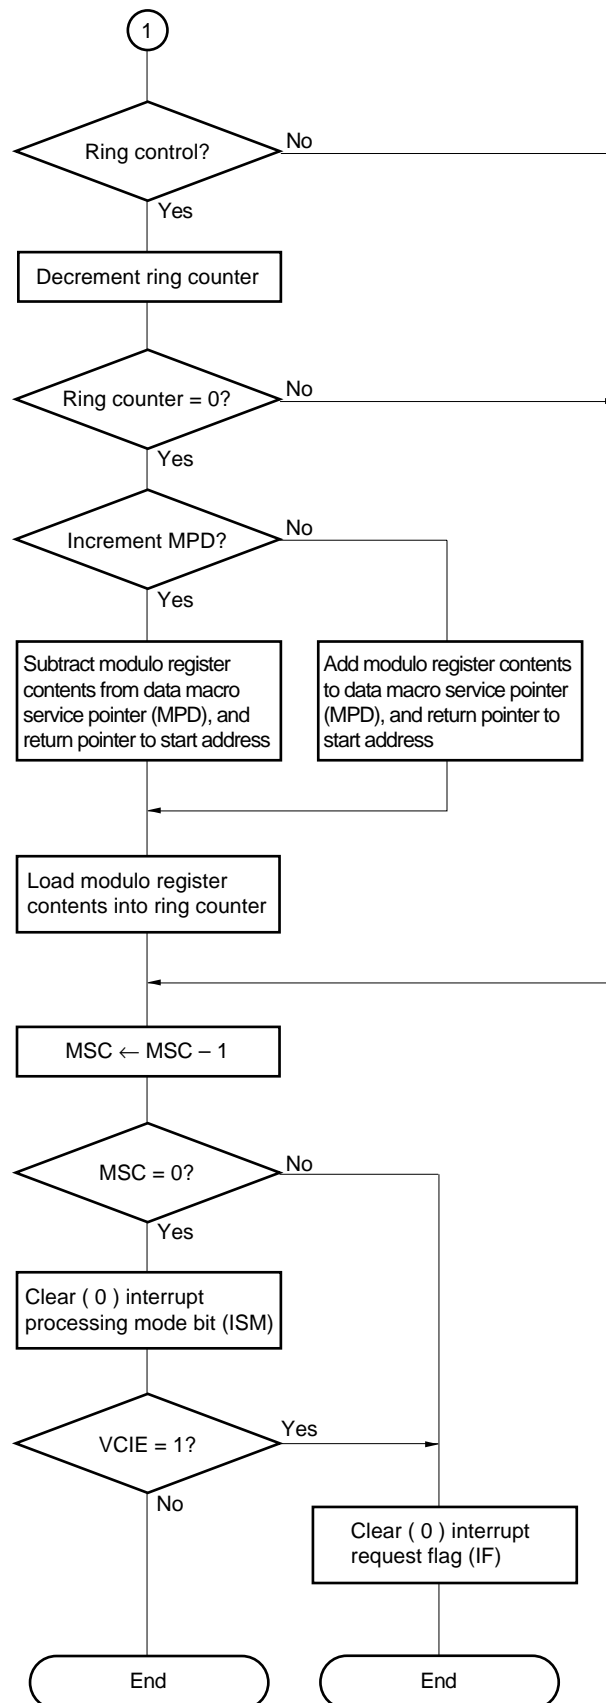 1
Ring control?
No
Yes
Decrement ring counter
Ring counter = 0?
No
Yes
Increment MPD?
No
Yes
Subtract modulo register
contents from data macro
service pointer (MPD), and
return pointer to start address
Add modulo register contents
to data macro service pointer
(MPD), and return pointer to
start address
Load modulo register
contents into ring counter
MSC ← MSC – 1
MSC = 0?
No
Yes
Clear ( 0 ) interrupt
processing mode bit (ISM)
VCIE = 1?
Yes
No
Clear ( 0 ) interrupt
request flag (IF)
End
End